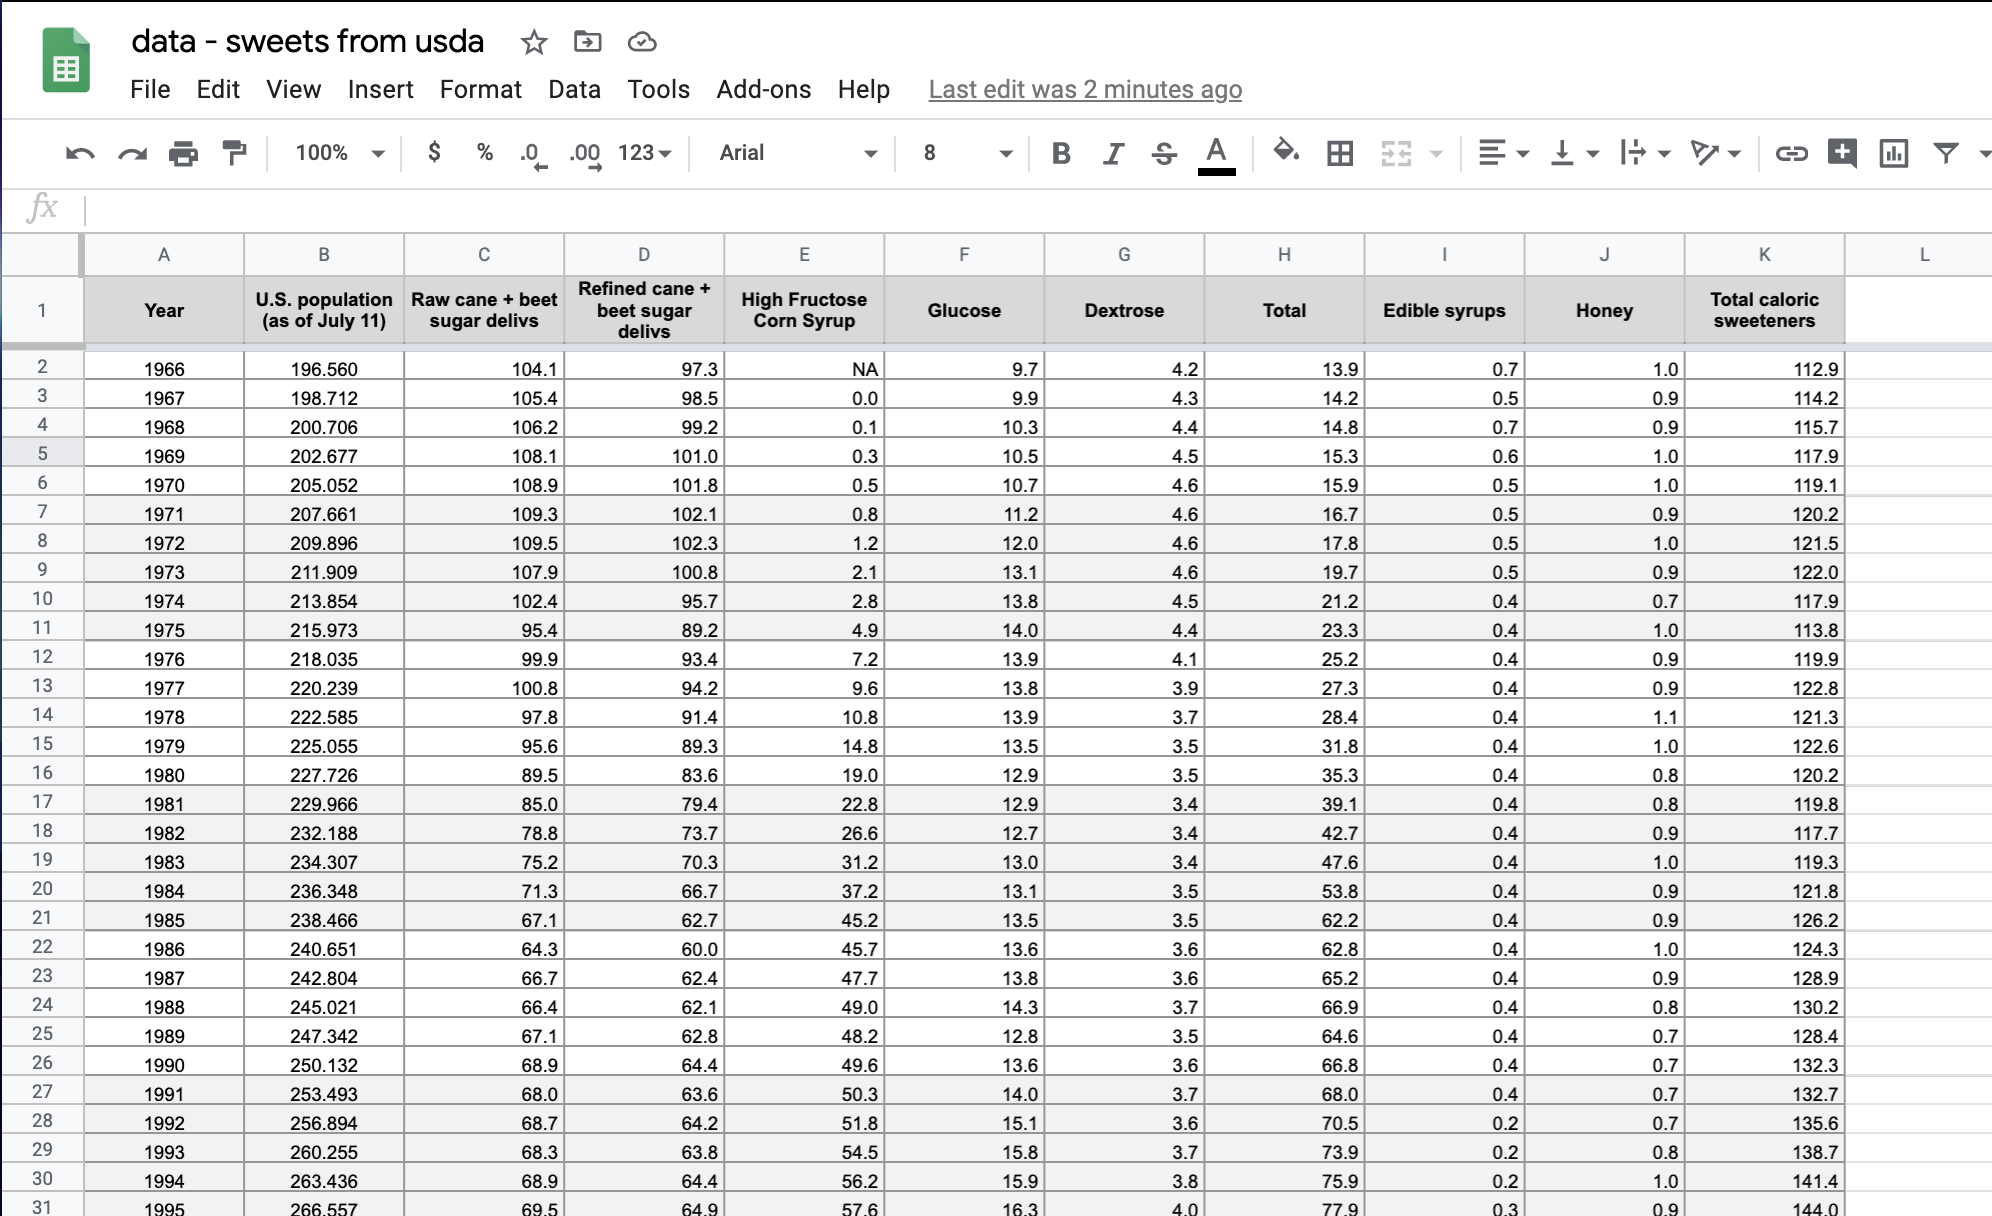 data - sweets from usda
File Edit View Insert Format Data Tools Add-ons Help Last edit was 2 minutes ago
100% $ % .0 .00 123 Arial 8 B I S A
fx
A B C D E F G H I J K L
1 Year U.S. population (as of July 11) Raw cane + beet sugar delivs Refined cane + beet sugar delivs High Fructose Corn Syrup Glucose Dextrose Total Edible syrups Honey Total caloric sweeteners
2 1966 196.560 104.1 97.3 NA 9.7 4.2 13.9 0.7 1.0 112.9
3 1967 198.712 105.4 98.5 0.0 9.9 4.3 14.2 0.5 0.9 114.2
4 1968 200.706 106.2 99.2 0.1 10.3 4.4 14.8 0.7 0.9 115.7
5 1969 202.677 108.1 101.0 0.3 10.5 4.5 15.3 0.6 1.0 117.9
6 1970 205.052 108.9 101.8 0.5 10.7 4.6 15.9 0.5 1.0 119.1
7 1971 207.661 109.3 102.1 0.8 11.2 4.6 16.7 0.5 0.9 120.2
8 1972 209.896 109.5 102.3 1.2 12.0 4.6 17.8 0.5 1.0 121.5
9 1973 211.909 107.9 100.8 2.1 13.1 4.6 19.7 0.5 0.9 122.0
10 1974 213.854 102.4 95.7 2.8 13.8 4.5 21.2 0.4 0.7 117.9
11 1975 215.973 95.4 89.2 4.9 14.0 4.4 23.3 0.4 1.0 113.8
12 1976 218.035 99.9 93.4 7.2 13.9 4.1 25.2 0.4 0.9 119.9
13 1977 220.239 100.8 94.2 9.6 13.8 3.9 27.3 0.4 0.9 122.8
14 1978 222.585 97.8 91.4 10.8 13.9 3.7 28.4 0.4 1.1 121.3
15 1979 225.055 95.6 89.3 14.8 13.5 3.5 31.8 0.4 1.0 122.6
16 1980 227.726 89.5 83.6 19.0 12.9 3.5 35.3 0.4 0.8 120.2
17 1981 229.966 85.0 79.4 22.8 12.9 3.4 39.1 0.4 0.8 119.8
18 1982 232.188 78.8 73.7 26.6 12.7 3.4 42.7 0.4 0.9 117.7
19 1983 234.307 75.2 70.3 31.2 13.0 3.4 47.6 0.4 1.0 119.3
20 1984 236.348 71.3 66.7 37.2 13.1 3.5 53.8 0.4 0.9 121.8
21 1985 238.466 67.1 62.7 45.2 13.5 3.5 62.2 0.4 0.9 126.2
22 1986 240.651 64.3 60.0 45.7 13.6 3.6 62.8 0.4 1.0 124.3
23 1987 242.804 66.7 62.4 47.7 13.8 3.6 65.2 0.4 0.9 128.9
24 1988 245.021 66.4 62.1 49.0 14.3 3.7 66.9 0.4 0.8 130.2
25 1989 247.342 67.1 62.8 48.2 12.8 3.5 64.6 0.4 0.7 128.4
26 1990 250.132 68.9 64.4 49.6 13.6 3.6 66.8 0.4 0.7 132.3
27 1991 253.493 68.0 63.6 50.3 14.0 3.7 68.0 0.4 0.7 132.7
28 1992 256.894 68.7 64.2 51.8 15.1 3.6 70.5 0.2 0.7 135.6
29 1993 260.255 68.3 63.8 54.5 15.8 3.7 73.9 0.2 0.8 138.7
30 1994 263.436 68.9 64.4 56.2 15.9 3.8 75.9 0.2 1.0 141.4
31 1995 266.557 69.5 64.9 57.6 16.3 4.0 77.9 0.3 0.9 144.0